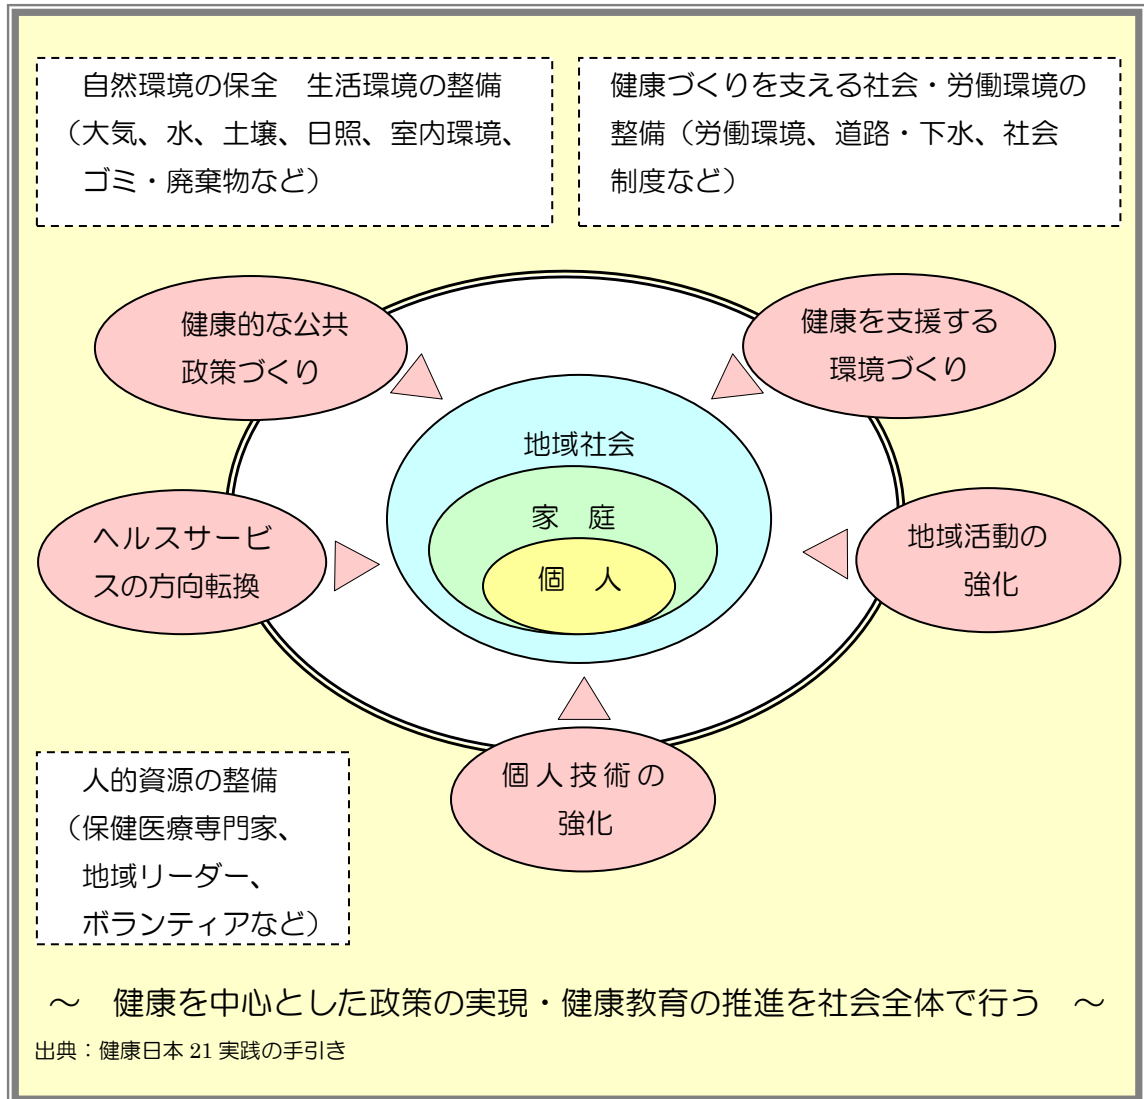 自然環境の保全　生活環境の整備
（大気、水、土壌、日照、室内環境、
ゴミ・廃棄物など）
健康づくりを支える社会・労働環境の
整備（労働環境、道路・下水、社会
制度など）
健康的な公共
政策づくり
健康を支援する
環境づくり
地域社会
家　庭
個　人
ヘルスサービ
スの方向転換
地域活動の
強化
個人技術の
強化
人的資源の整備
（保健医療専門家、
地域リーダー、
ボランティアなど）
～　健康を中心とした政策の実現・健康教育の推進を社会全体で行う　～
出典：健康日本 21 実践の手引き